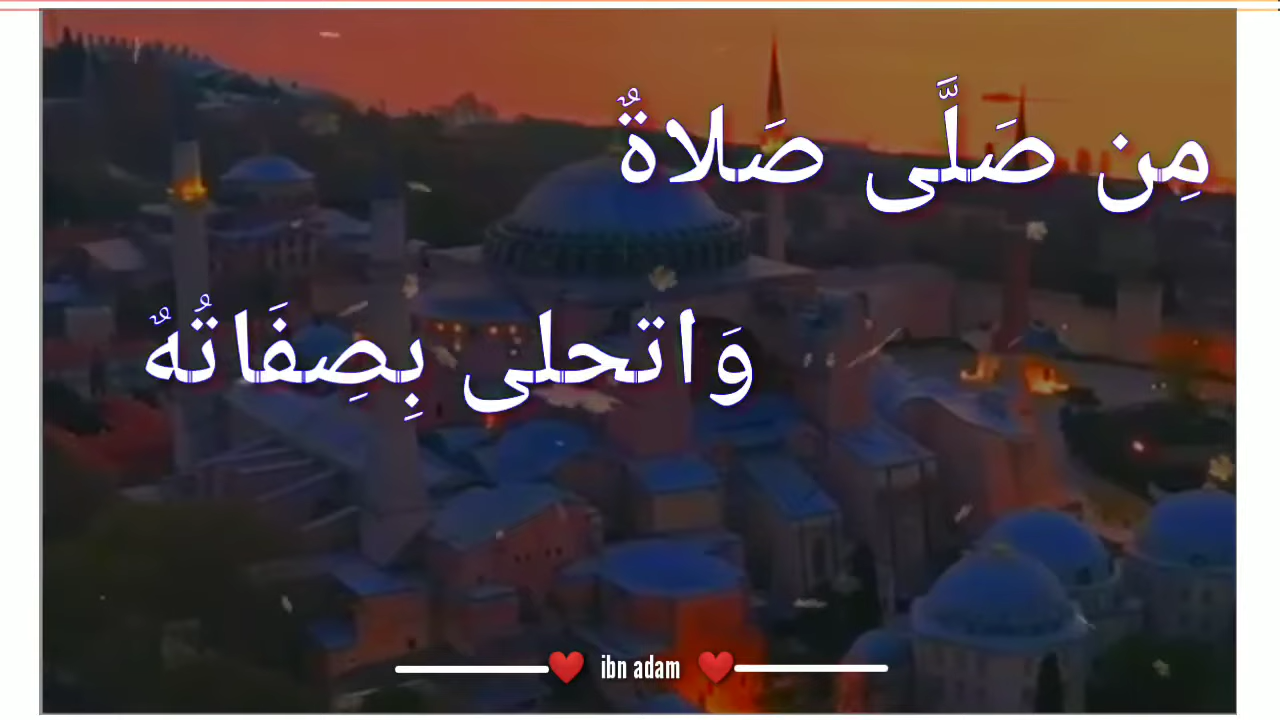 مِن صَلَّى صَلاةٌ
وَاتحلى بِصِفَاتُهٌ
ibn adam